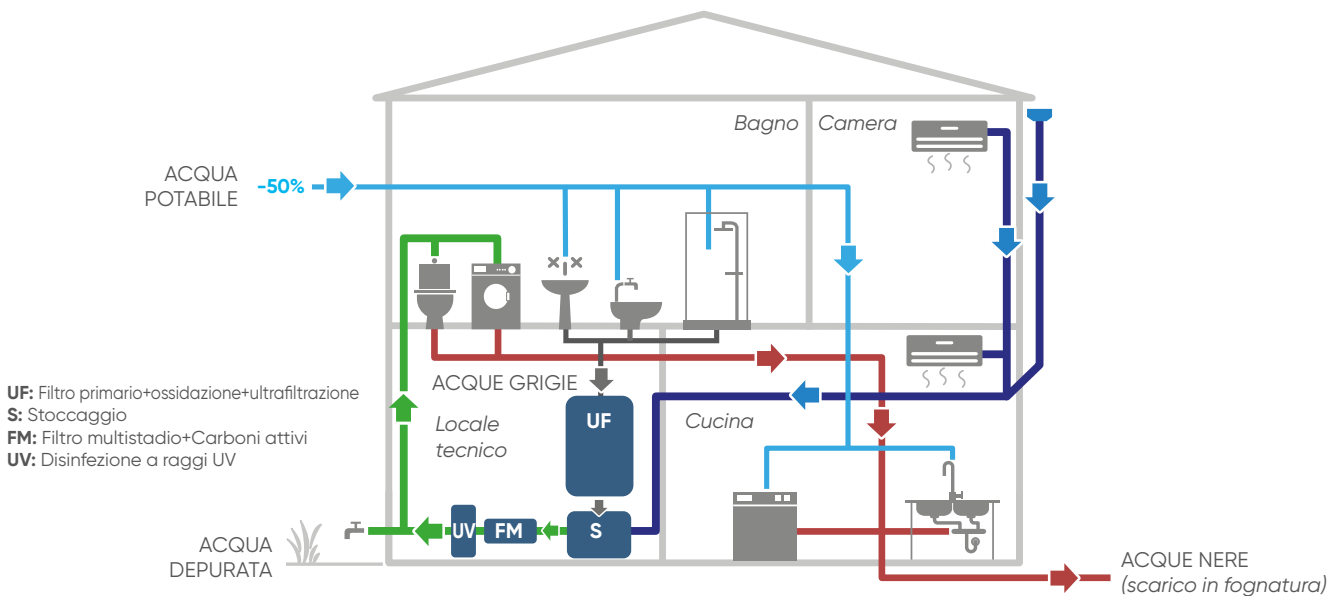 Bagno
Camera
ACQUA
POTABILE
-50%
ACQUE GRIGIE
UF: Filtro primario+ossidazione+ultrafiltrazione
S: Stoccaggio
FM: Filtro multistadio+Carboni attivi
UV: Disinfezione a raggi UV
Locale
tecnico
UF
Cucina
UV
FM
S
ACQUA
DEPURATA
ACQUE NERE
(scarico in fognatura)